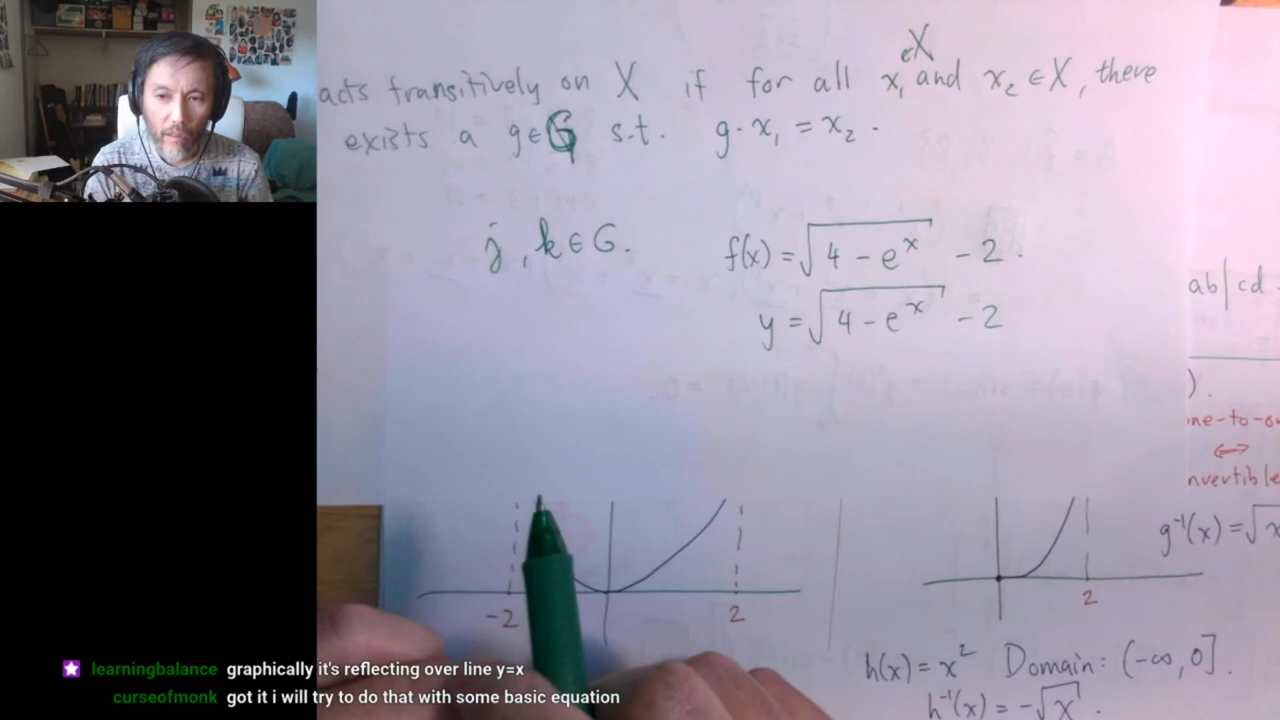 X
acts transitively on X if for all x₁ and x₂ ∈ X, there
exists a g ∈ G s.t. g · x₁ = x₂.
j, k ∈ G.
f(x) = √(4 - eˣ) - 2.
y = √(4 - eˣ) - 2
ab|cd
).
one-to-o
↔
nvertible
g⁻¹(x) = √x
-2
2
2
h(x) = x² Domain: (-∞, 0].
h⁻¹(x) = -√x.
learningbalance graphically it's reflecting over line y=x
curseofmonk got it i will try to do that with some basic equation